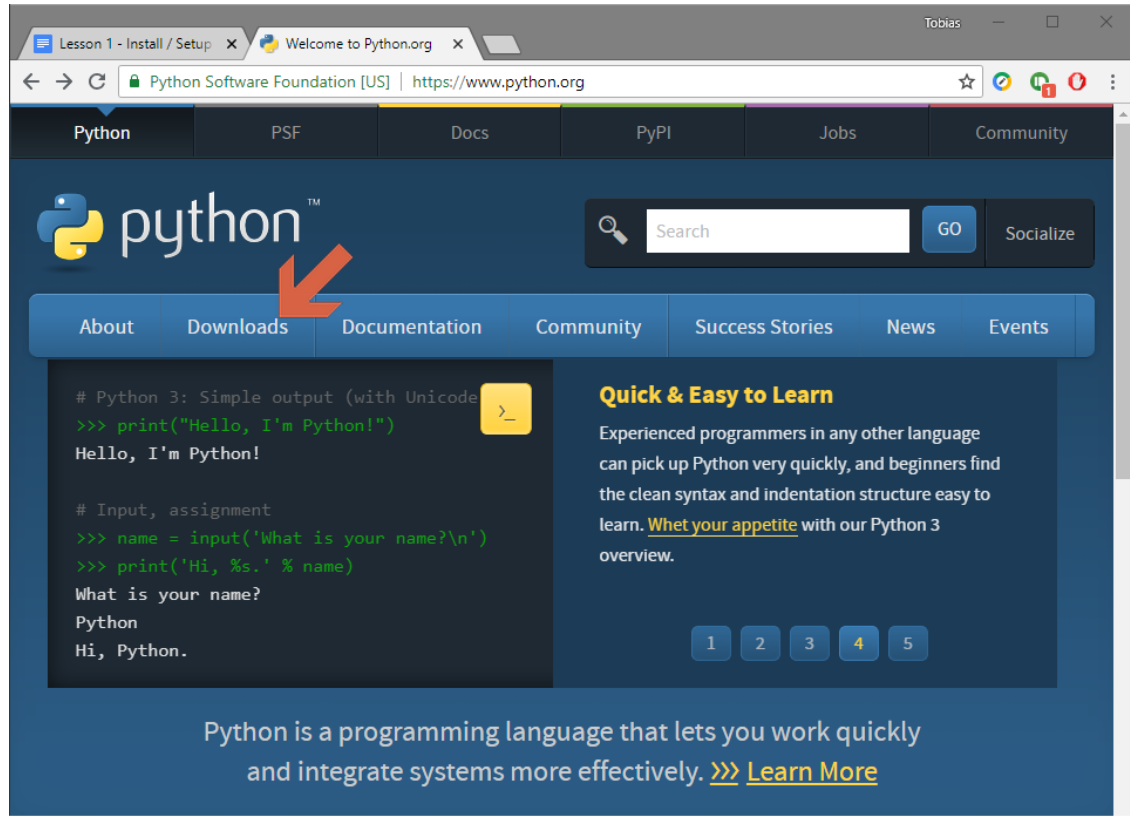 Tobias
Lesson 1 - Install / Setup
Welcome to Python.org
Python Software Foundation [US] | https://www.python.org
1
Python PSF Docs PyPI Jobs Community
python™
Search GO Socialize
About Downloads Documentation Community Success Stories News Events
# Python 3: Simple output (with Unicode
>>> print("Hello, I'm Python!")
Hello, I'm Python!
# Input, assignment
>>> name = input('What is your name?\n')
>>> print('Hi, %s.' % name)
What is your name?
Python
Hi, Python.
>_
Quick & Easy to Learn
Experienced programmers in any other language
can pick up Python very quickly, and beginners find
the clean syntax and indentation structure easy to
learn. Whet your appetite with our Python 3
overview.
1 2 3 4 5
Python is a programming language that lets you work quickly
and integrate systems more effectively. >>> Learn More